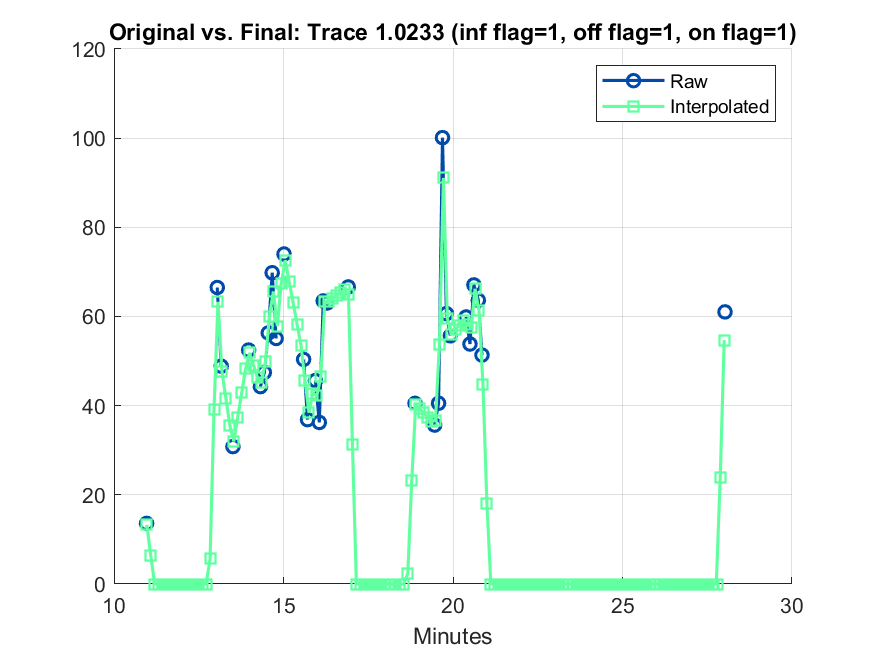 Original vs. Final: Trace 1.0233 (inf flag=1, off flag=1, on flag=1)
120
100
80
60
40
20
0
10 15 20 25 30
Minutes
Raw
Interpolated